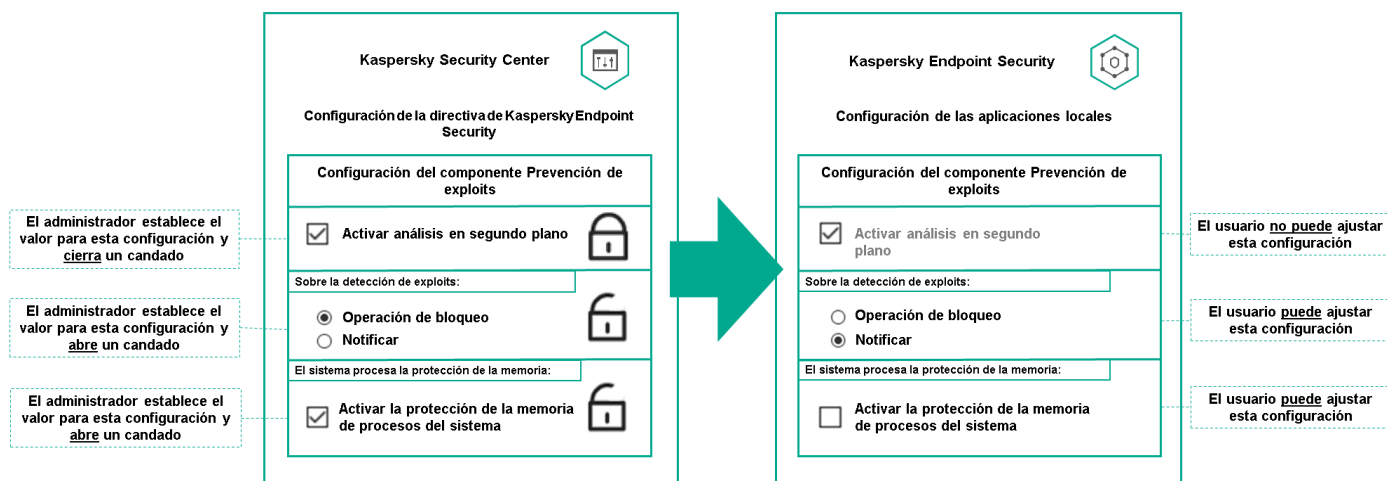 Kaspersky Security Center
Configuración de la directiva de Kaspersky Endpoint
Security
Configuración del componente Prevención de
exploits
El administrador establece el
valor para esta configuración y
cierra un candado
Activar análisis en segundo plano
Sobre la detección de exploits:
El administrador establece el
valor para esta configuración y
abre un candado
Operación de bloqueo
Notificar
El sistema procesa la protección de la memoria:
El administrador establece el
valor para esta configuración y
abre un candado
Activar la protección de la memoria
de procesos del sistema
Kaspersky Endpoint Security
Configuración de las aplicaciones locales
Configuración del componente Prevención de
exploits
Activar análisis en segundo
plano
El usuario no puede ajustar
esta configuración
Sobre la detección de exploits:
Operación de bloqueo
Notificar
El usuario puede ajustar
esta configuración
El sistema procesa la protección de la memoria:
Activar la protección de la memoria
de procesos del sistema
El usuario puede ajustar
esta configuración